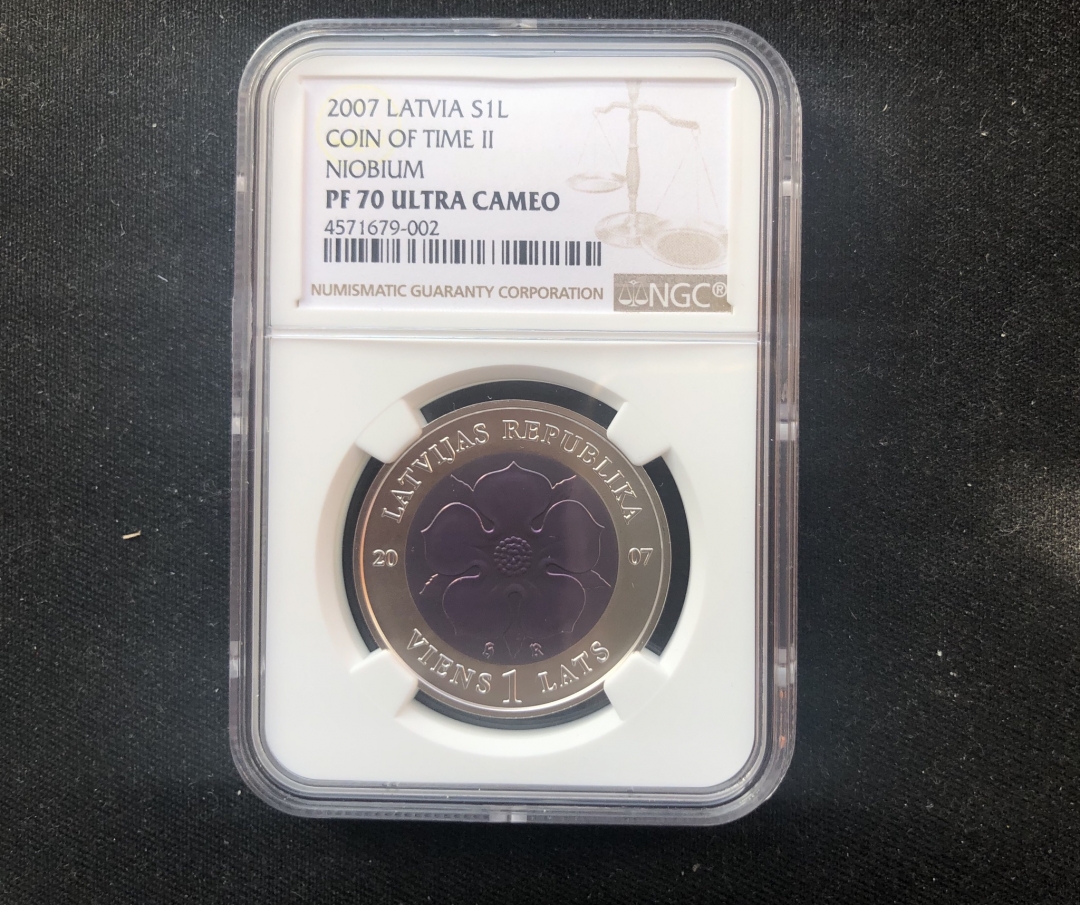 2007 LATVIA S1L
COIN OF TIME II
NIOBIUM
PF 70 ULTRA CAMEO
4571679-002
NUMISMATIC GUARANTY CORPORATION
NGC®
LATVIJAS REPUBLIKA
20 07
S R
VIENS 1 LATS